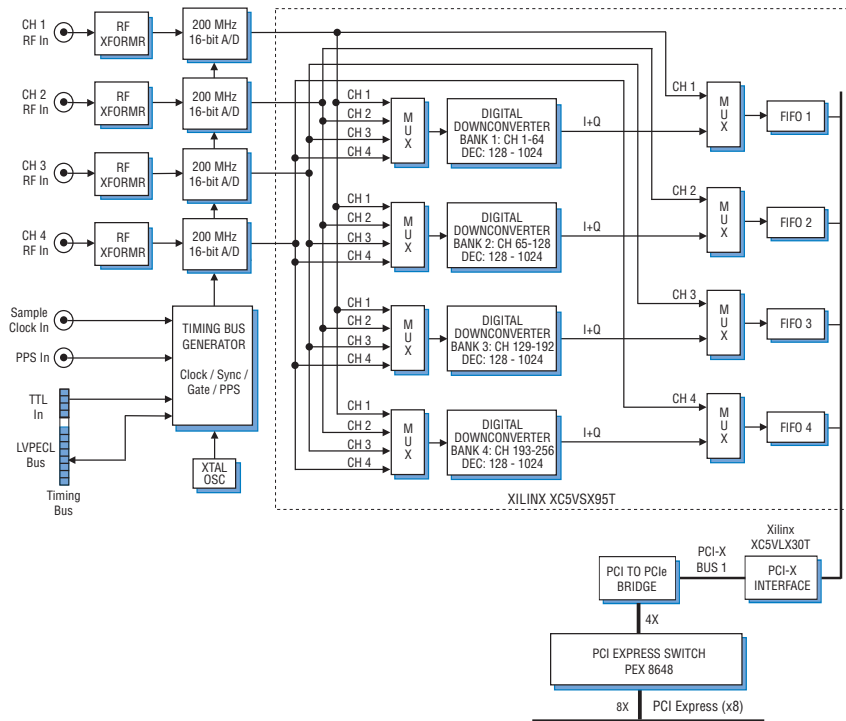 CH 1
RF In
RF
XFORMR
200 MHz
16-bit A/D
CH 2
RF In
RF
XFORMR
200 MHz
16-bit A/D
CH 3
RF In
RF
XFORMR
200 MHz
16-bit A/D
CH 4
RF In
RF
XFORMR
200 MHz
16-bit A/D
Sample
Clock In
PPS In
TTL
In
LVPECL
Bus
Timing
Bus
TIMING BUS
GENERATOR
Clock / Sync /
Gate / PPS
XTAL
OSC
CH 1
CH 2
CH 3
CH 4
MUX
DIGITAL
DOWNCONVERTER
BANK 1: CH 1-64
DEC: 128 - 1024
I+Q
CH 1
MUX
FIFO 1
CH 1
CH 2
CH 3
CH 4
MUX
DIGITAL
DOWNCONVERTER
BANK 2: CH 65-128
DEC: 128 - 1024
I+Q
CH 2
MUX
FIFO 2
CH 1
CH 2
CH 3
CH 4
MUX
DIGITAL
DOWNCONVERTER
BANK 3: CH 129-192
DEC: 128 - 1024
I+Q
CH 3
MUX
FIFO 3
CH 1
CH 2
CH 3
CH 4
MUX
DIGITAL
DOWNCONVERTER
BANK 4: CH 193-256
DEC: 128 - 1024
I+Q
CH 4
MUX
FIFO 4
XILINX XC5VSX95T
Xilinx
XC5VLX30T
PCI-X
INTERFACE
PCI-X
BUS 1
PCI TO PCIe
BRIDGE
4X
PCI EXPRESS SWITCH
PEX 8648
8X
PCI Express (x8)